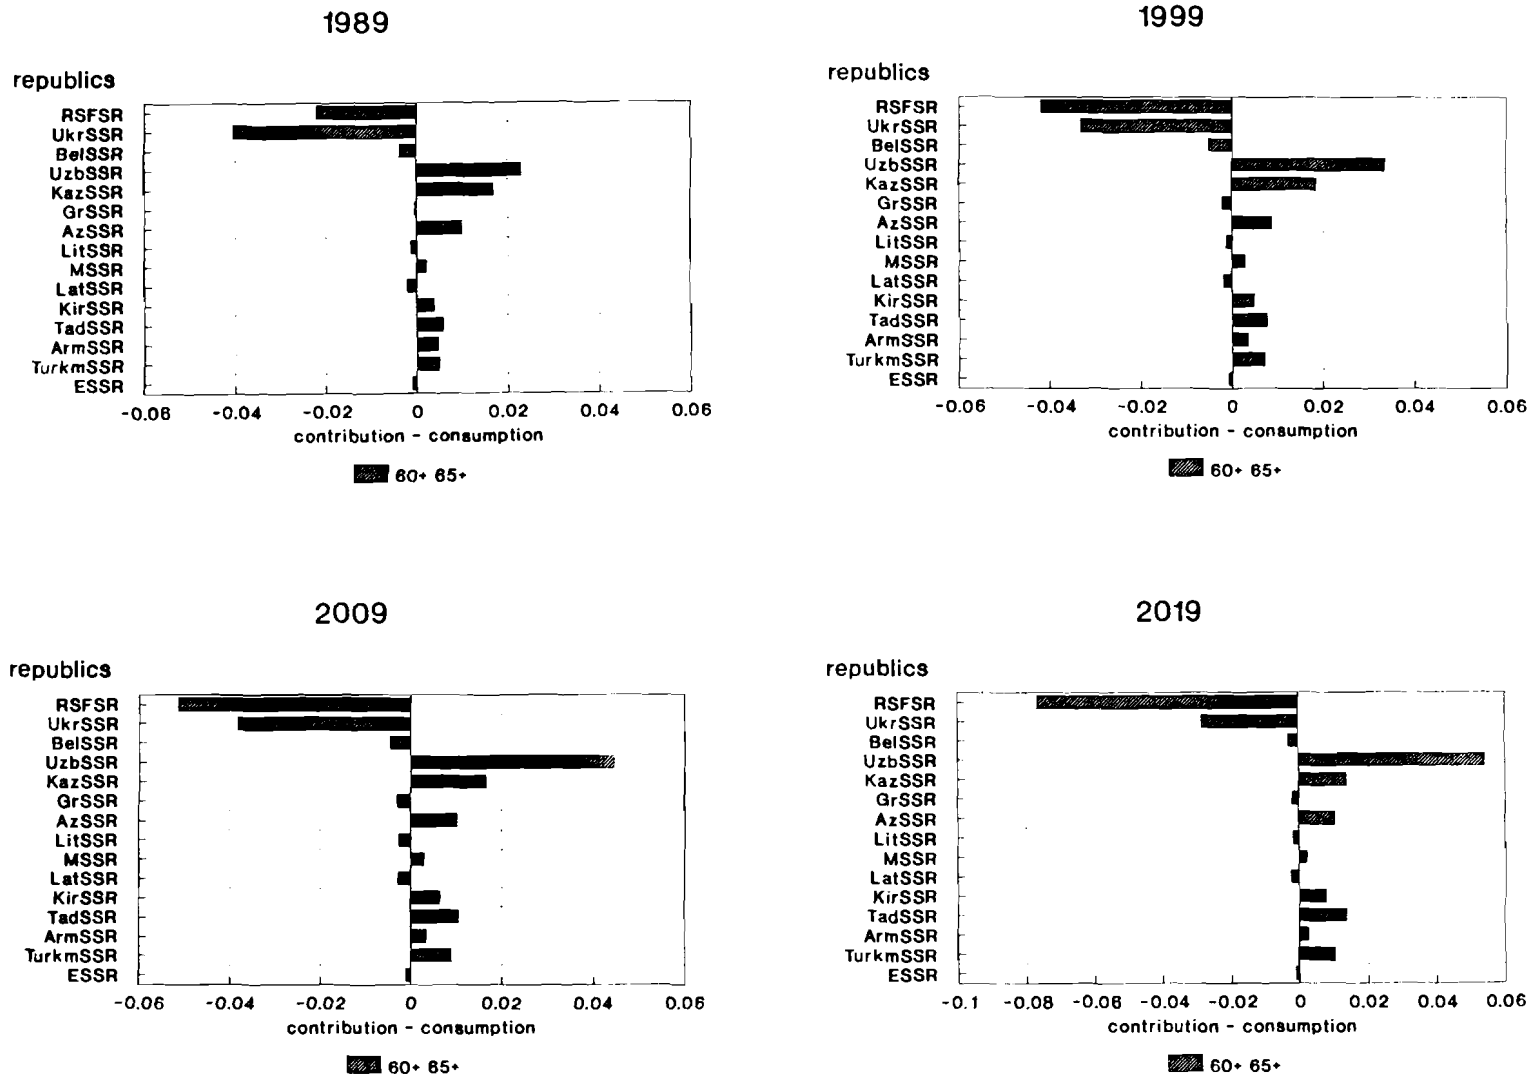 1989
republics
RSFSR
UkrSSR
BelSSR
UzbSSR
KazSSR
GrSSR
AzSSR
LitSSR
MSSR
LatSSR
KirSSR
TadSSR
ArmSSR
TurkmSSR
ESSR
-0.06 -0.04 -0.02 0 0.02 0.04 0.06
contribution - consumption
60+ 65+
1999
republics
RSFSR
UkrSSR
BelSSR
UzbSSR
KazSSR
GrSSR
AzSSR
LitSSR
MSSR
LatSSR
KirSSR
TadSSR
ArmSSR
TurkmSSR
ESSR
-0.06 -0.04 -0.02 0 0.02 0.04 0.06
contribution - consumption
60+ 65+
2009
republics
RSFSR
UkrSSR
BelSSR
UzbSSR
KazSSR
GrSSR
AzSSR
LitSSR
MSSR
LatSSR
KirSSR
TadSSR
ArmSSR
TurkmSSR
ESSR
-0.06 -0.04 -0.02 0 0.02 0.04 0.06
contribution - consumption
60+ 65+
2019
republics
RSFSR
UkrSSR
BelSSR
UzbSSR
KazSSR
GrSSR
AzSSR
LitSSR
MSSR
LatSSR
KirSSR
TadSSR
ArmSSR
TurkmSSR
ESSR
-0.1 -0.08 -0.06 -0.04 -0.02 0 0.02 0.04 0.06
contribution - consumption
60+ 65+